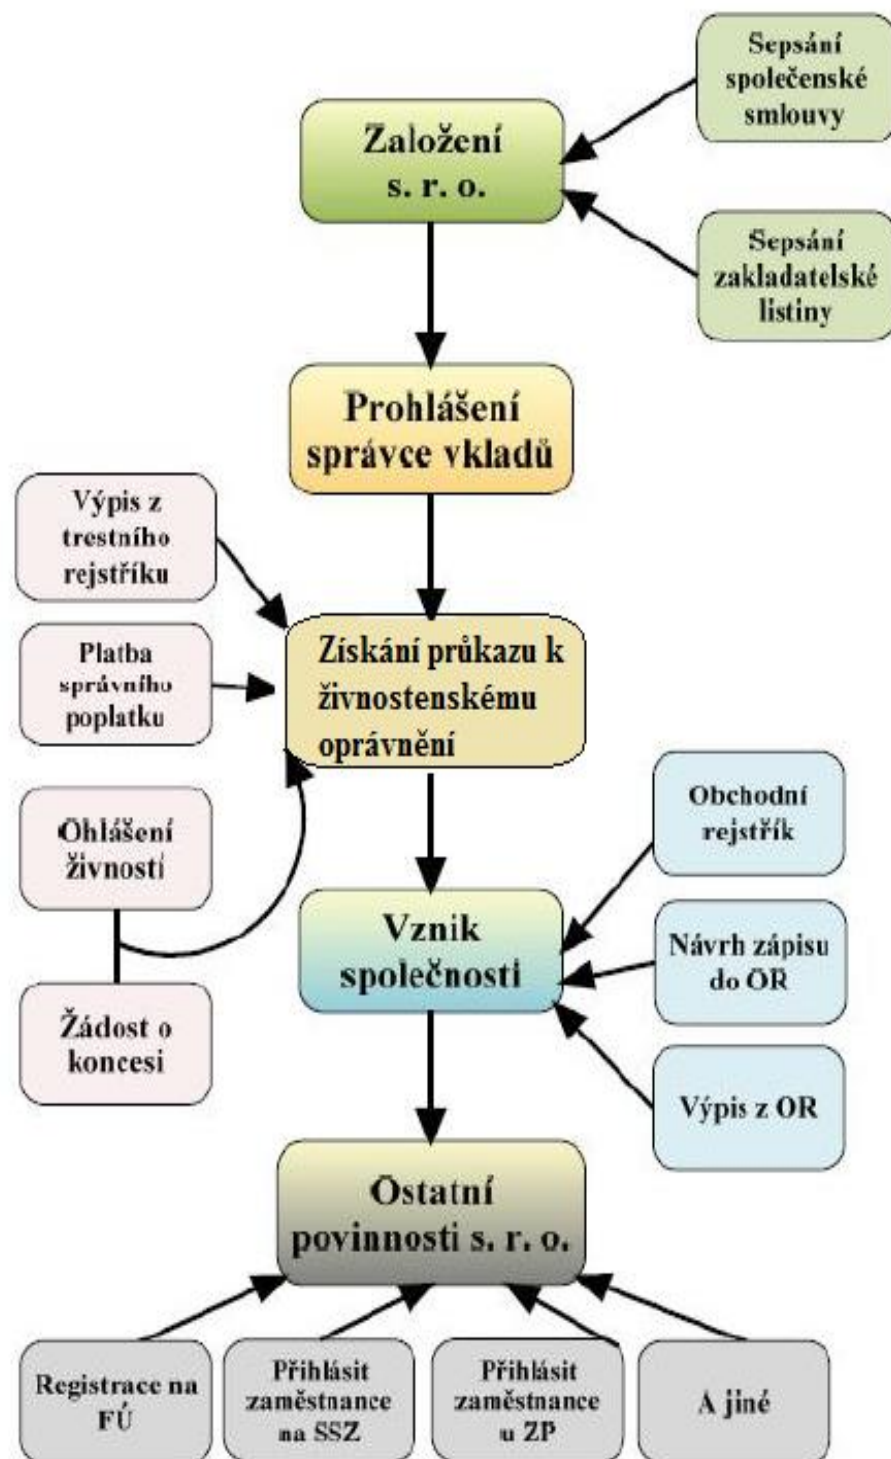 Sepsání
společenské
smlouvy
Založení
s. r. o.
Sepsání
zakladatelské
listiny
Prohlášení
správce vkladů
Výpis z
trestního
rejstříku
Platba
správního
poplatku
Získání průkazu k
živnostenskému
oprávnění
Ohlášení
živností
Žádost o
koncesi
Obchodní
rejstřík
Vznik
společnosti
Návrh zápisu
do OR
Výpis z OR
Ostatní
povinnosti s. r. o.
Registrace na
FÚ
Přihlásit
zaměstnance
na SSZ
Přihlásit
zaměstnance
u ZP
A jiné